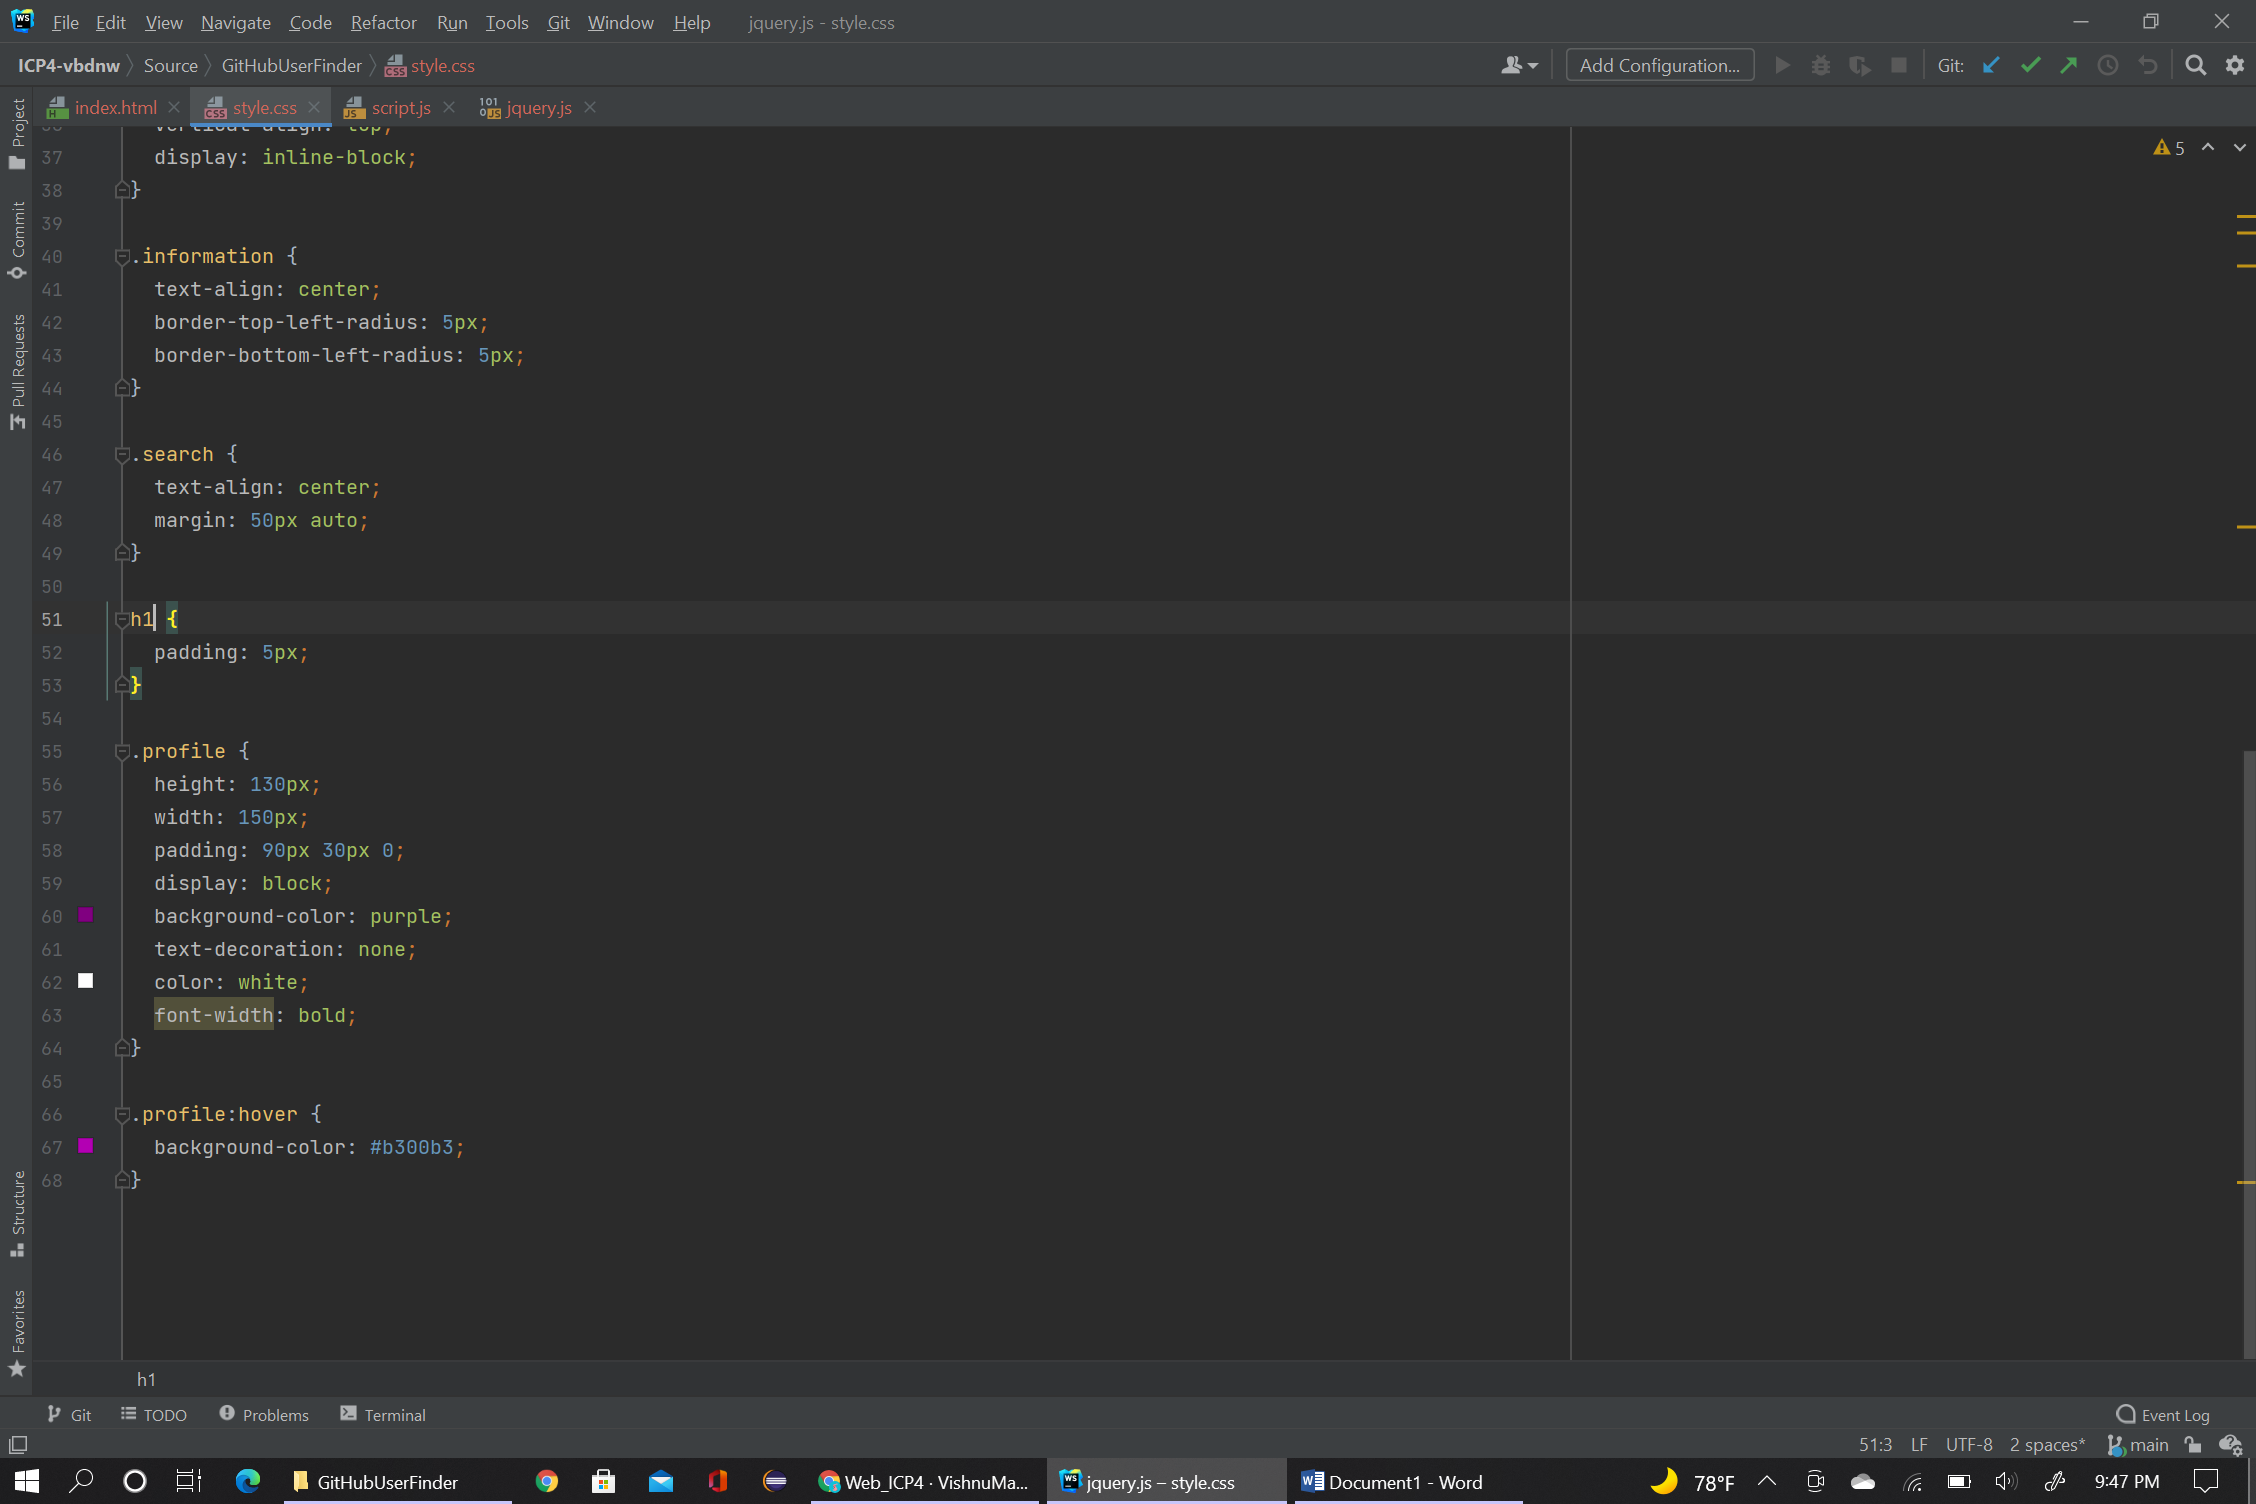 WS File Edit View Navigate Code Refactor Run Tools Git Window Help jquery.js - style.css
ICP4-vbdnw Source GitHubUserFinder style.css Add Configuration... Git:
index.html style.css script.js jquery.js
vertical-align: top;
37 display: inline-block;
38 }
39
40 .information {
41 text-align: center;
42 border-top-left-radius: 5px;
43 border-bottom-left-radius: 5px;
44 }
45
46 .search {
47 text-align: center;
48 margin: 50px auto;
49 }
50
51 h1 {
52 padding: 5px;
53 }
54
55 .profile {
56 height: 130px;
57 width: 150px;
58 padding: 90px 30px 0;
59 display: block;
60 background-color: purple;
61 text-decoration: none;
62 color: white;
63 font-width: bold;
64 }
65
66 .profile:hover {
67 background-color: #b300b3;
68 }
5
Project
Commit
Pull Requests
Structure
Favorites
h1
Git TODO Problems Terminal Event Log
51:3 LF UTF-8 2 spaces* main
GitHubUserFinder Web_ICP4 · VishnuMa... jquery.js – style.css Document1 - Word 78°F 9:47 PM